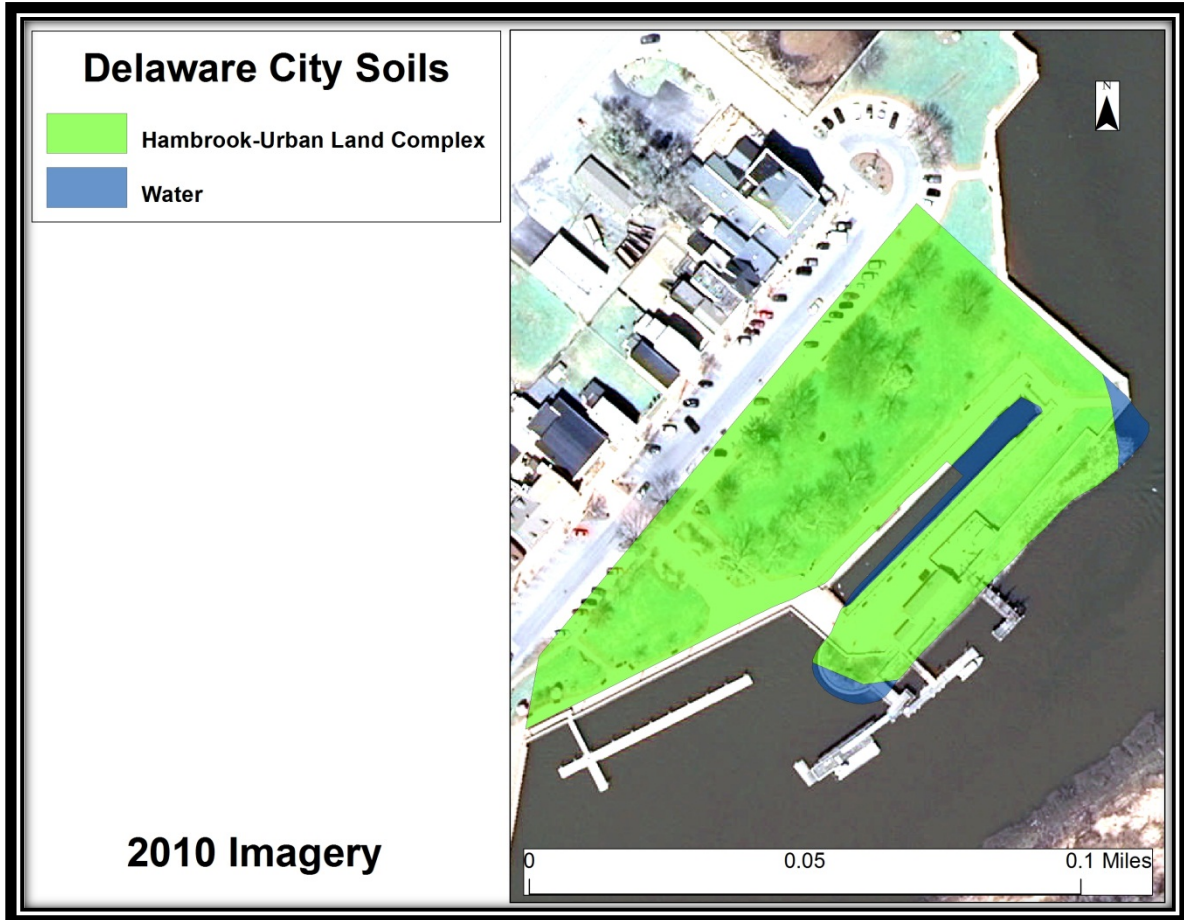 Delaware City Soils
Hambrook-Urban Land Complex
Water
N
2010 Imagery
0 0.05 0.1 Miles